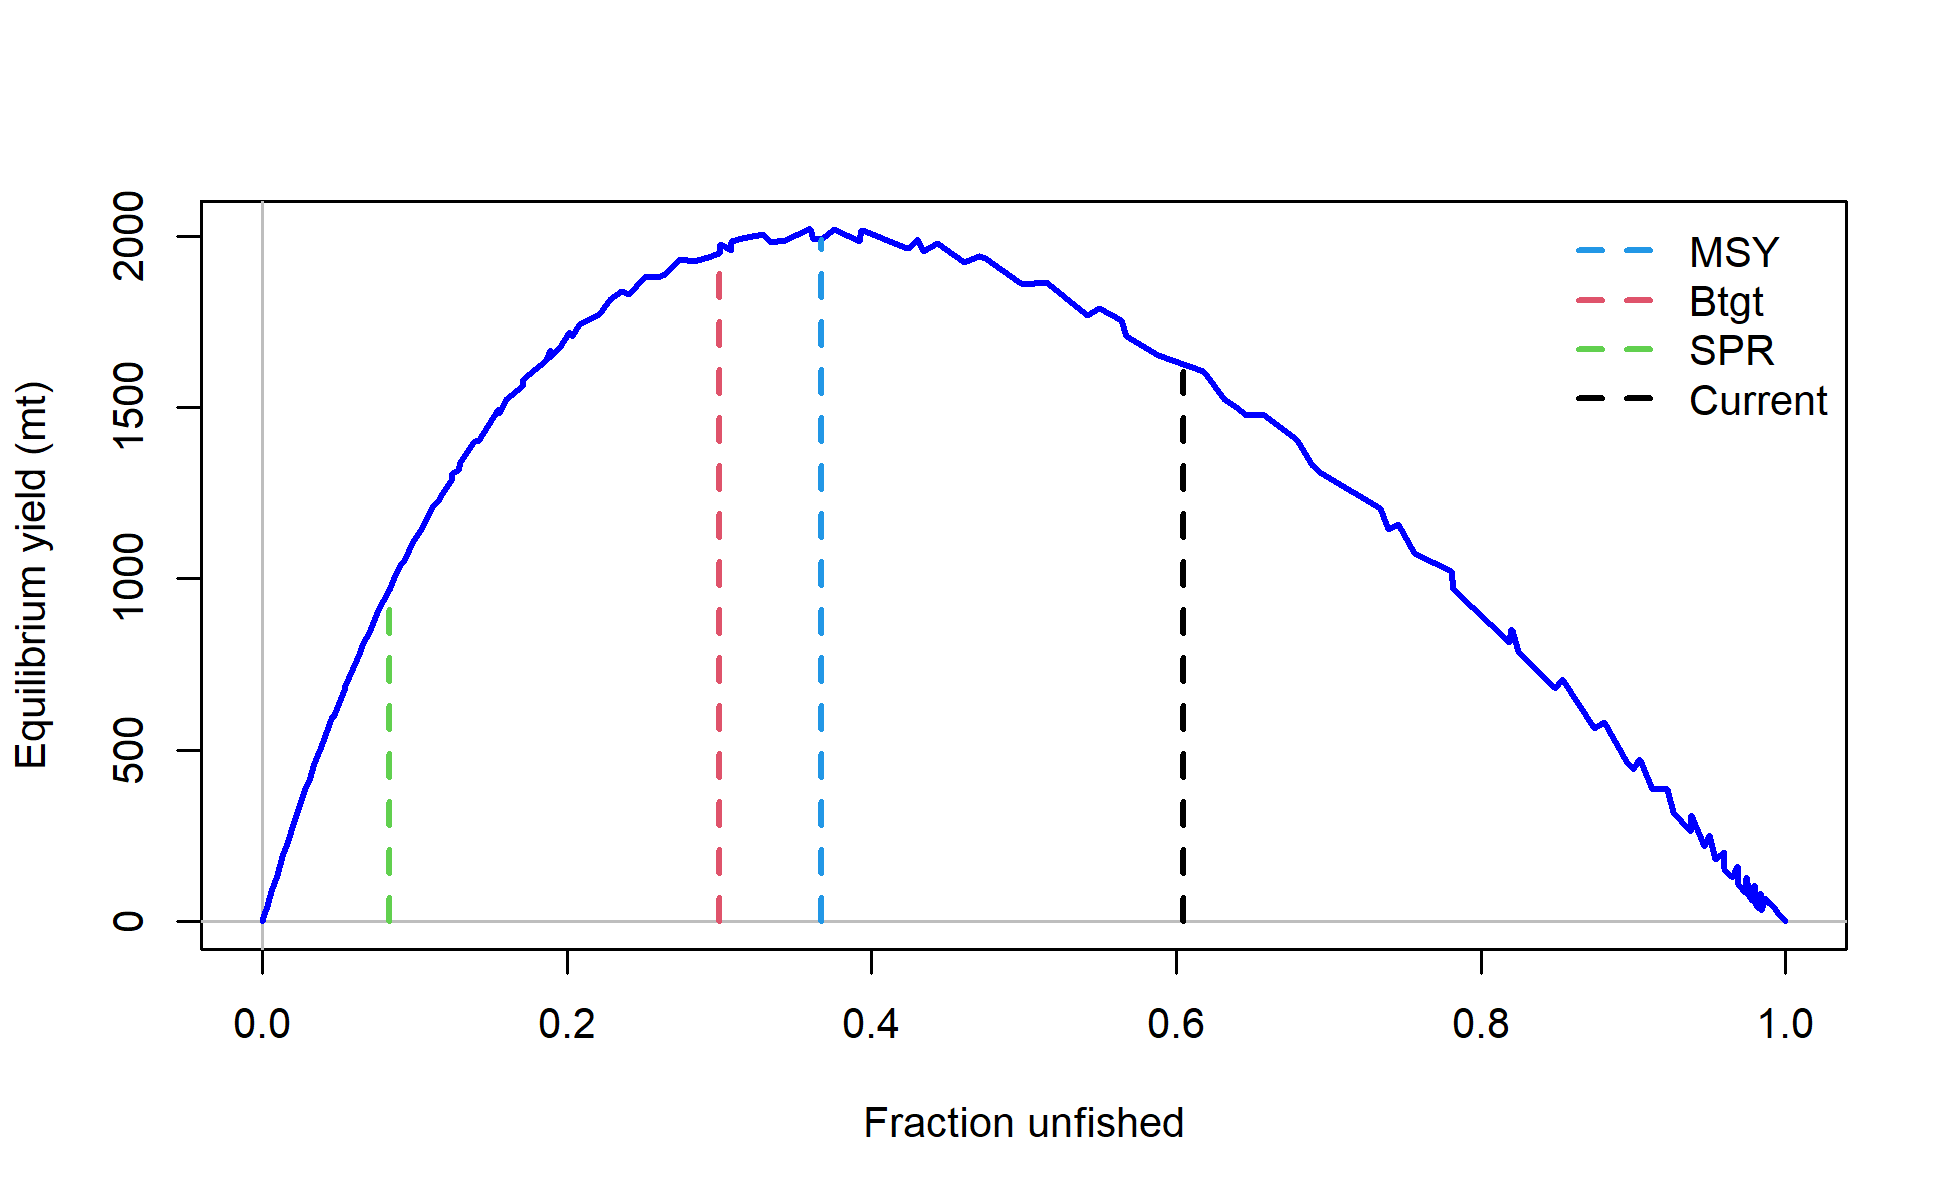 Equilibrium yield (mt)
2000
1500
1000
500
0
MSY
Btgt
SPR
Current
0.0 0.2 0.4 0.6 0.8 1.0
Fraction unfished